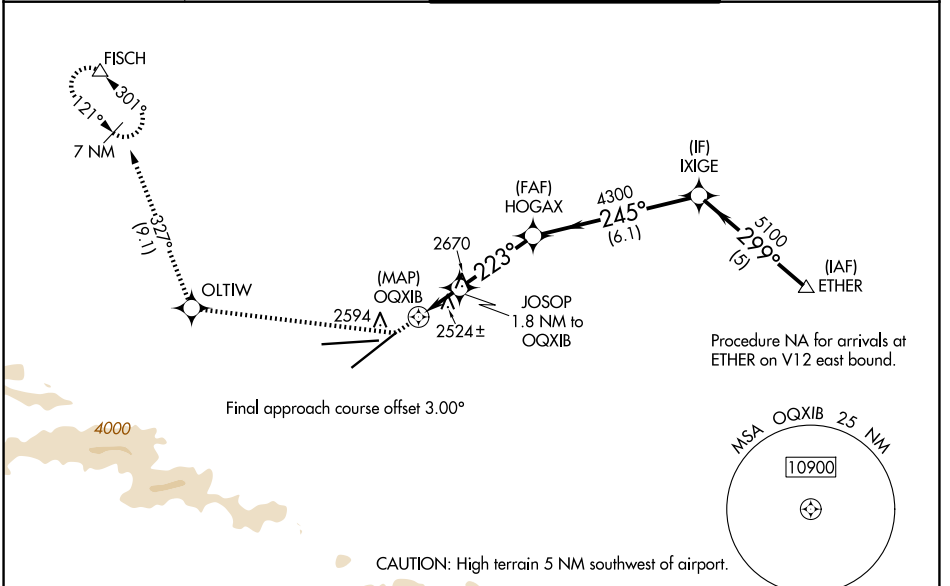 FISCH
301°
121°
7 NM
327°
(9.1)
OLTIW
2594
(MAP)
OQXIB
2524±
2670
223°
JOSOP
1.8 NM to
OQXIB
(FAF)
HOGAX
4300
245°
(6.1)
(IF)
IXIGE
5100
299°
(5)
(IAF)
ETHER
Procedure NA for arrivals at
ETHER on V12 east bound.
Final approach course offset 3.00°
4000
MSA OQXIB 25 NM
10900
CAUTION: High terrain 5 NM southwest of airport.